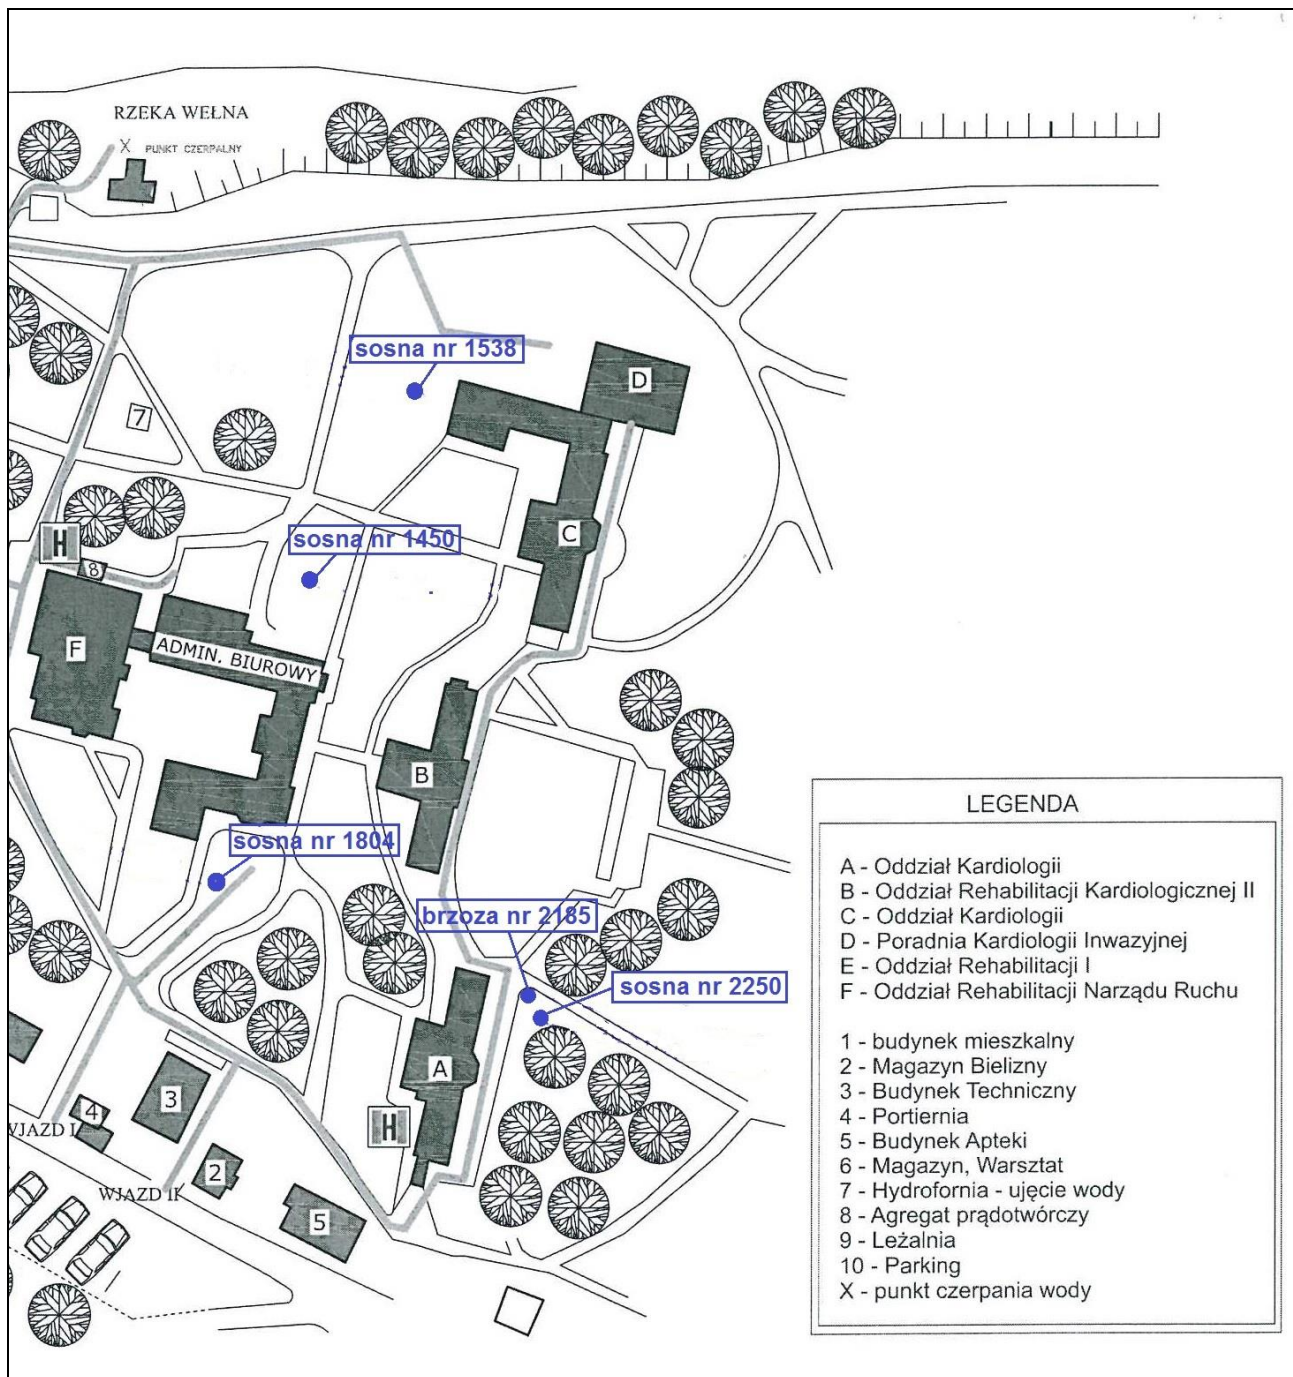 RZEKA WEŁNA
X PUNKT CZERPALNY
sosna nr 1538
D
7
H
sosna nr 1450
C
8
F
ADMIN. BIUROWY
B
sosna nr 1804
brzoza nr 2185
sosna nr 2250
A
3
4
H
WJAZD I
2
WJAZD II
5
LEGENDA
A - Oddział Kardiologii
B - Oddział Rehabilitacji Kardiologicznej II
C - Oddział Kardiologii
D - Poradnia Kardiologii Inwazyjnej
E - Oddział Rehabilitacji I
F - Oddział Rehabilitacji Narządu Ruchu
1 - budynek mieszkalny
2 - Magazyn Bielizny
3 - Budynek Techniczny
4 - Portiernia
5 - Budynek Apteki
6 - Magazyn, Warsztat
7 - Hydrofornia - ujęcie wody
8 - Agregat prądotwórczy
9 - Leżalnia
10 - Parking
X - punkt czerpania wody